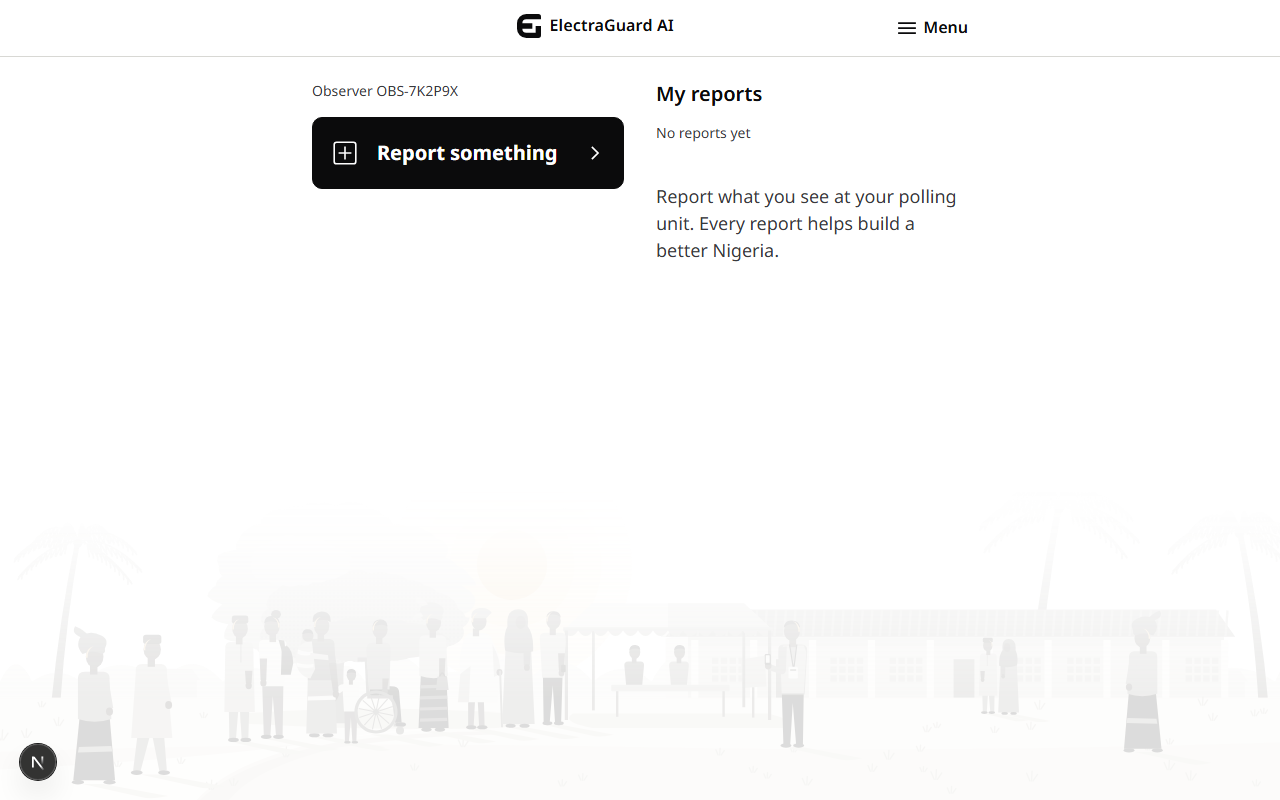 ElectraGuard AI
Menu
Observer OBS-7K2P9X
Report something
My reports
No reports yet
Report what you see at your polling
unit. Every report helps build a
better Nigeria.
N